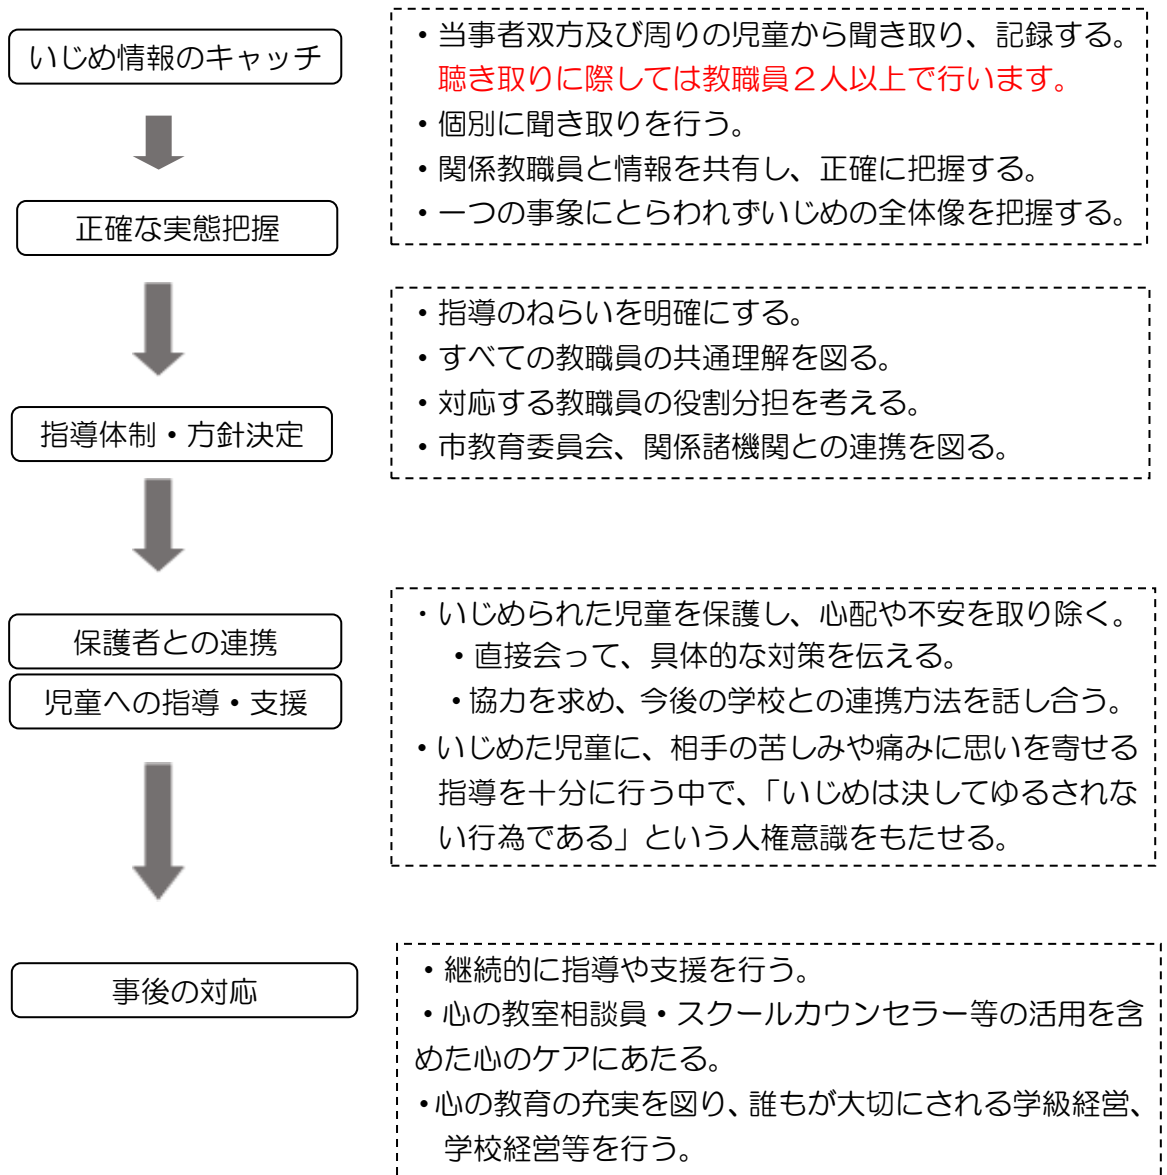 いじめ情報のキャッチ
・当事者双方及び周りの児童から聞き取り、記録する。
聴き取りに際しては教職員２人以上で行います。
・個別に聞き取りを行う。
・関係教職員と情報を共有し、正確に把握する。
・一つの事象にとらわれずいじめの全体像を把握する。
正確な実態把握
・指導のねらいを明確にする。
・すべての教職員の共通理解を図る。
・対応する教職員の役割分担を考える。
・市教育委員会、関係諸機関との連携を図る。
指導体制・方針決定
保護者との連携
児童への指導・支援
・いじめられた児童を保護し、心配や不安を取り除く。
・直接会って、具体的な対策を伝える。
・協力を求め、今後の学校との連携方法を話し合う。
・いじめた児童に、相手の苦しみや痛みに思いを寄せる
指導を十分に行う中で、「いじめは決してゆるされな
い行為である」という人権意識をもたせる。
事後の対応
・継続的に指導や支援を行う。
・心の教室相談員・スクールカウンセラー等の活用を含
めた心のケアにあたる。
・心の教育の充実を図り、誰もが大切にされる学級経営、
学校経営等を行う。